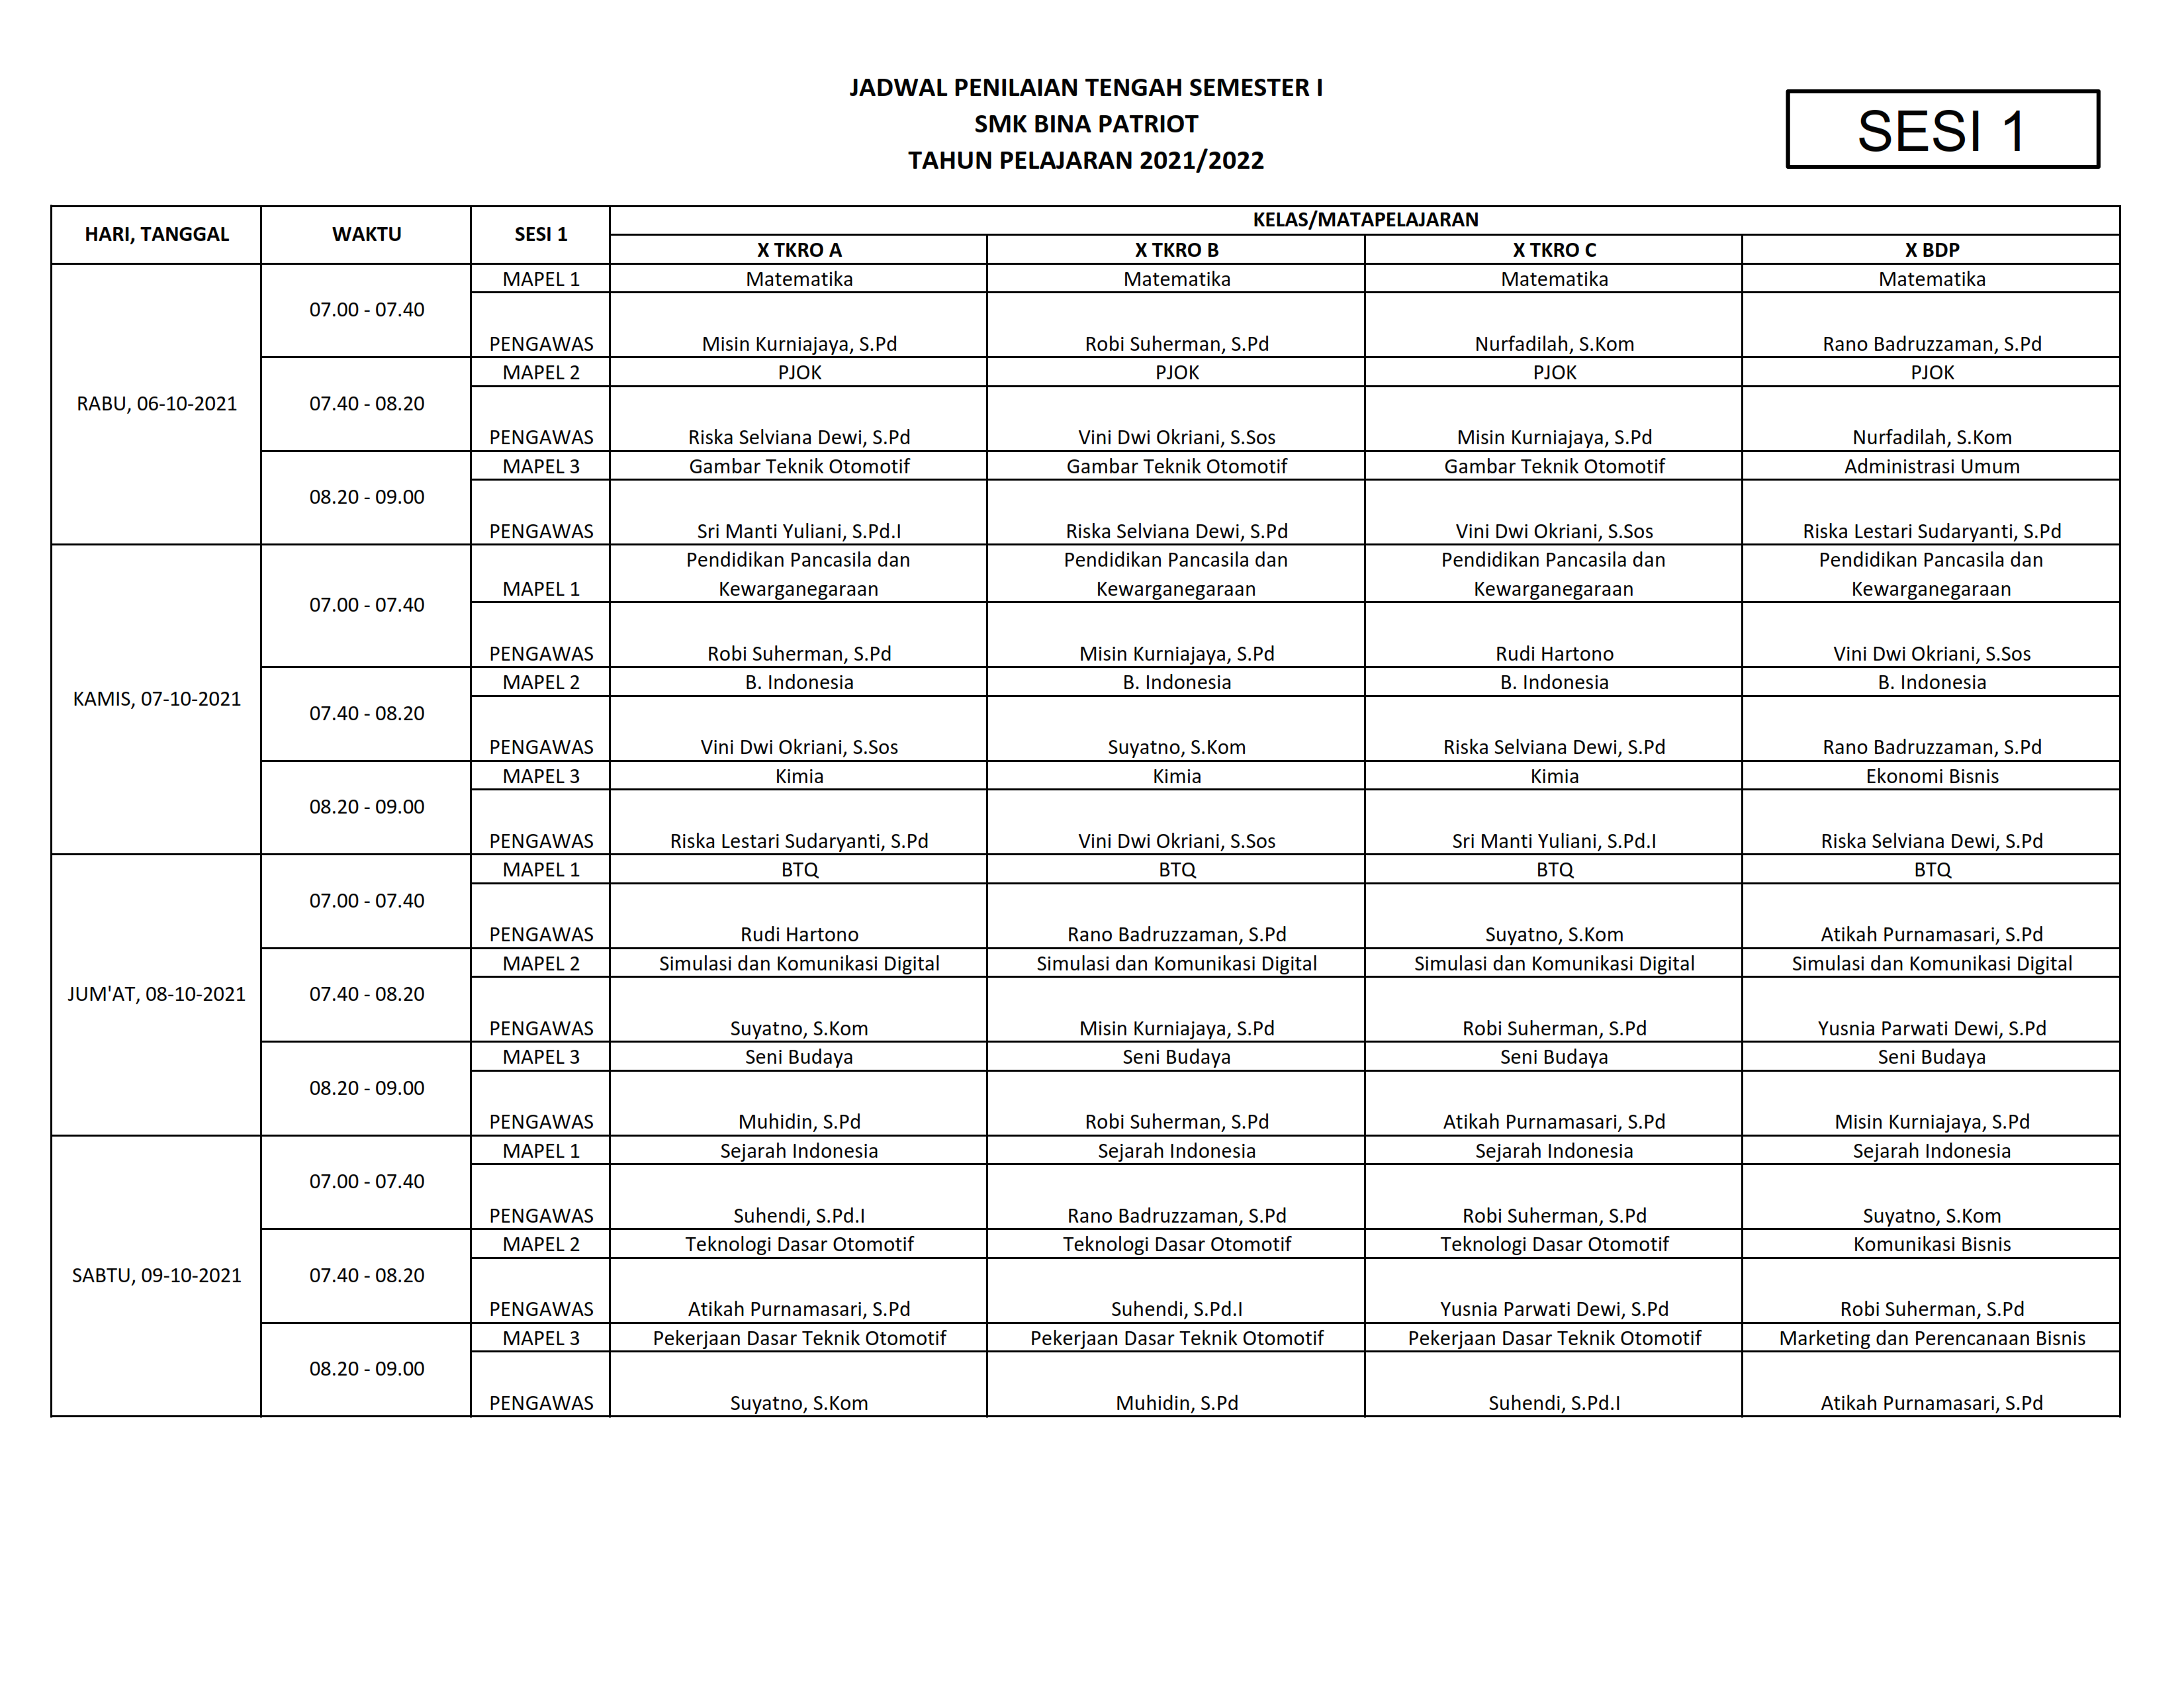 JADWAL PENILAIAN TENGAH SEMESTER I
SMK BINA PATRIOT
TAHUN PELAJARAN 2021/2022
SESI 1
HARI, TANGGAL WAKTU SESI 1 KELAS/MATAPELAJARAN
X TKRO A X TKRO B X TKRO C X BDP
RABU, 06-10-2021
07.00 - 07.40
MAPEL 1 Matematika Matematika Matematika Matematika
PENGAWAS Misin Kurniajaya, S.Pd Robi Suherman, S.Pd Nurfadilah, S.Kom Rano Badruzzaman, S.Pd
07.40 - 08.20
MAPEL 2 PJOK PJOK PJOK PJOK
PENGAWAS Riska Selviana Dewi, S.Pd Vini Dwi Okriani, S.Sos Misin Kurniajaya, S.Pd Nurfadilah, S.Kom
08.20 - 09.00
MAPEL 3 Gambar Teknik Otomotif Gambar Teknik Otomotif Gambar Teknik Otomotif Administrasi Umum
PENGAWAS Sri Manti Yuliani, S.Pd.I Riska Selviana Dewi, S.Pd Vini Dwi Okriani, S.Sos Riska Lestari Sudaryanti, S.Pd
KAMIS, 07-10-2021
07.00 - 07.40
Pendidikan Pancasila dan Pendidikan Pancasila dan Pendidikan Pancasila dan Pendidikan Pancasila dan
MAPEL 1 Kewarganegaraan Kewarganegaraan Kewarganegaraan Kewarganegaraan
PENGAWAS Robi Suherman, S.Pd Misin Kurniajaya, S.Pd Rudi Hartono Vini Dwi Okriani, S.Sos
07.40 - 08.20
MAPEL 2 B. Indonesia B. Indonesia B. Indonesia B. Indonesia
PENGAWAS Vini Dwi Okriani, S.Sos Suyatno, S.Kom Riska Selviana Dewi, S.Pd Rano Badruzzaman, S.Pd
08.20 - 09.00
MAPEL 3 Kimia Kimia Kimia Ekonomi Bisnis
PENGAWAS Riska Lestari Sudaryanti, S.Pd Vini Dwi Okriani, S.Sos Sri Manti Yuliani, S.Pd.I Riska Selviana Dewi, S.Pd
JUM'AT, 08-10-2021
07.00 - 07.40
MAPEL 1 BTQ BTQ BTQ BTQ
PENGAWAS Rudi Hartono Rano Badruzzaman, S.Pd Suyatno, S.Kom Atikah Purnamasari, S.Pd
07.40 - 08.20
MAPEL 2 Simulasi dan Komunikasi Digital Simulasi dan Komunikasi Digital Simulasi dan Komunikasi Digital Simulasi dan Komunikasi Digital
PENGAWAS Suyatno, S.Kom Misin Kurniajaya, S.Pd Robi Suherman, S.Pd Yusnia Parwati Dewi, S.Pd
08.20 - 09.00
MAPEL 3 Seni Budaya Seni Budaya Seni Budaya Seni Budaya
PENGAWAS Muhidin, S.Pd Robi Suherman, S.Pd Atikah Purnamasari, S.Pd Misin Kurniajaya, S.Pd
SABTU, 09-10-2021
07.00 - 07.40
MAPEL 1 Sejarah Indonesia Sejarah Indonesia Sejarah Indonesia Sejarah Indonesia
PENGAWAS Suhendi, S.Pd.I Rano Badruzzaman, S.Pd Robi Suherman, S.Pd Suyatno, S.Kom
07.40 - 08.20
MAPEL 2 Teknologi Dasar Otomotif Teknologi Dasar Otomotif Teknologi Dasar Otomotif Komunikasi Bisnis
PENGAWAS Atikah Purnamasari, S.Pd Suhendi, S.Pd.I Yusnia Parwati Dewi, S.Pd Robi Suherman, S.Pd
08.20 - 09.00
MAPEL 3 Pekerjaan Dasar Teknik Otomotif Pekerjaan Dasar Teknik Otomotif Pekerjaan Dasar Teknik Otomotif Marketing dan Perencanaan Bisnis
PENGAWAS Suyatno, S.Kom Muhidin, S.Pd Suhendi, S.Pd.I Atikah Purnamasari, S.Pd